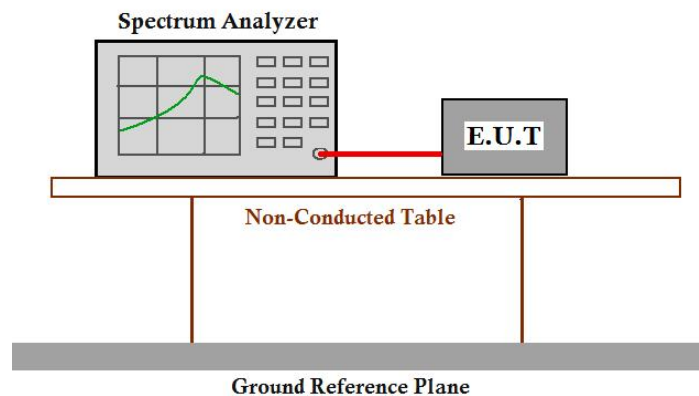 Spectrum Analyzer
E.U.T
Non-Conducted Table
Ground Reference Plane